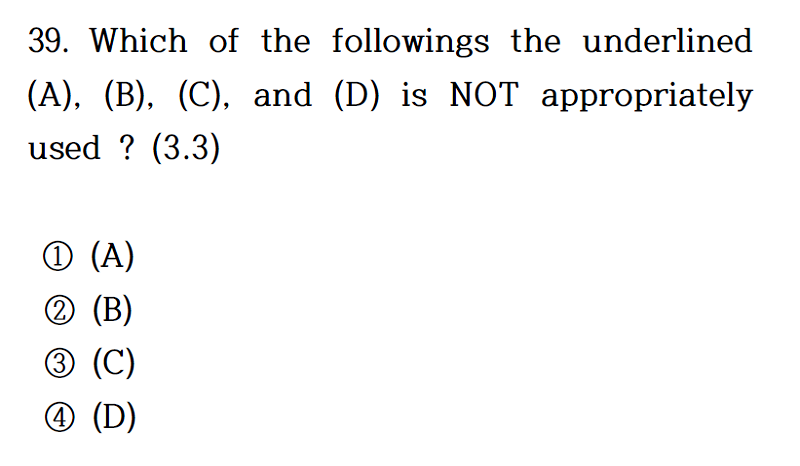 39. Which of the followings the underlined
(A), (B), (C), and (D) is NOT appropriately
used ? (3.3)
① (A)
② (B)
③ (C)
④ (D)